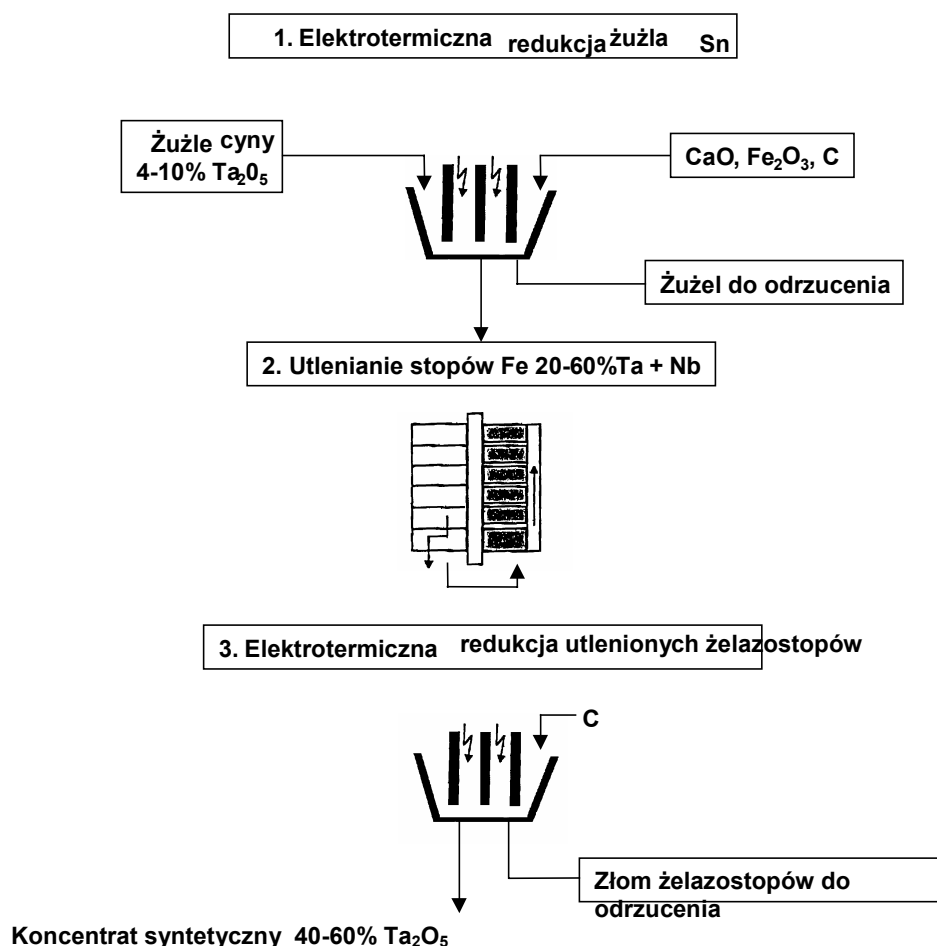 1. Elektrotermiczna redukcja żużla Sn
Żużle cyny
4-10% Ta₂0₅
CaO, Fe₂O₃, C
Żużel do odrzucenia
2. Utlenianie stopów Fe 20-60%Ta + Nb
3. Elektrotermiczna redukcja utlenionych żelazostopów
C
Złom żelazostopów do
odrzucenia
Koncentrat syntetyczny 40-60% Ta₂O₅